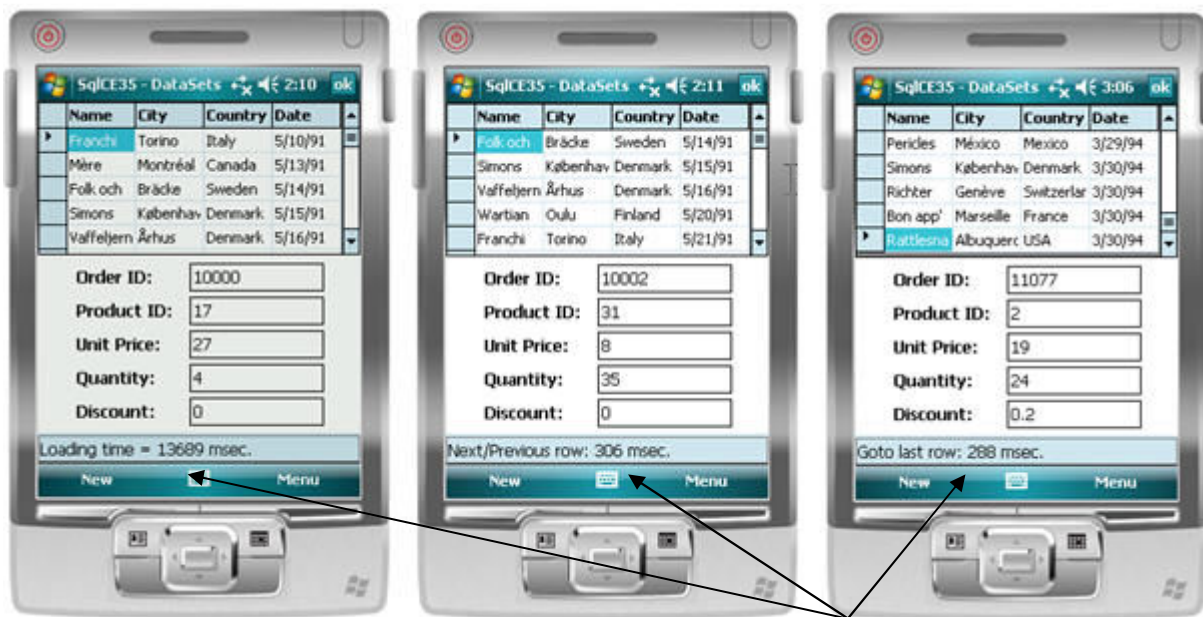 SqlCE35 - DataSets 2:10 ok
Name City Country Date
Franchi Torino Italy 5/10/91
Mère Montréal Canada 5/13/91
Folk och Bräcke Sweden 5/14/91
Simons Københav Denmark 5/15/91
Vaffeljern Århus Denmark 5/16/91
Order ID: 10000
Product ID: 17
Unit Price: 27
Quantity: 4
Discount: 0
Loading time = 13689 msec.
New Menu
SqlCE35 - DataSets 2:11 ok
Name City Country Date
Folk och Bräcke Sweden 5/14/91
Simons Københav Denmark 5/15/91
Vaffeljern Århus Denmark 5/16/91
Wartian Oulu Finland 5/20/91
Franchi Torino Italy 5/21/91
Order ID: 10002
Product ID: 31
Unit Price: 8
Quantity: 35
Discount: 0
Next/Previous row: 306 msec.
New Menu
SqlCE35 - DataSets 3:06 ok
Name City Country Date
Pericles México Mexico 3/29/94
Simons Københav Denmark 3/30/94
Richter Genève Switzerlar 3/30/94
Bon app' Marseille France 3/30/94
Rattlesna Albuquerc USA 3/30/94
Order ID: 11077
Product ID: 2
Unit Price: 19
Quantity: 24
Discount: 0.2
Goto last row: 288 msec.
New Menu